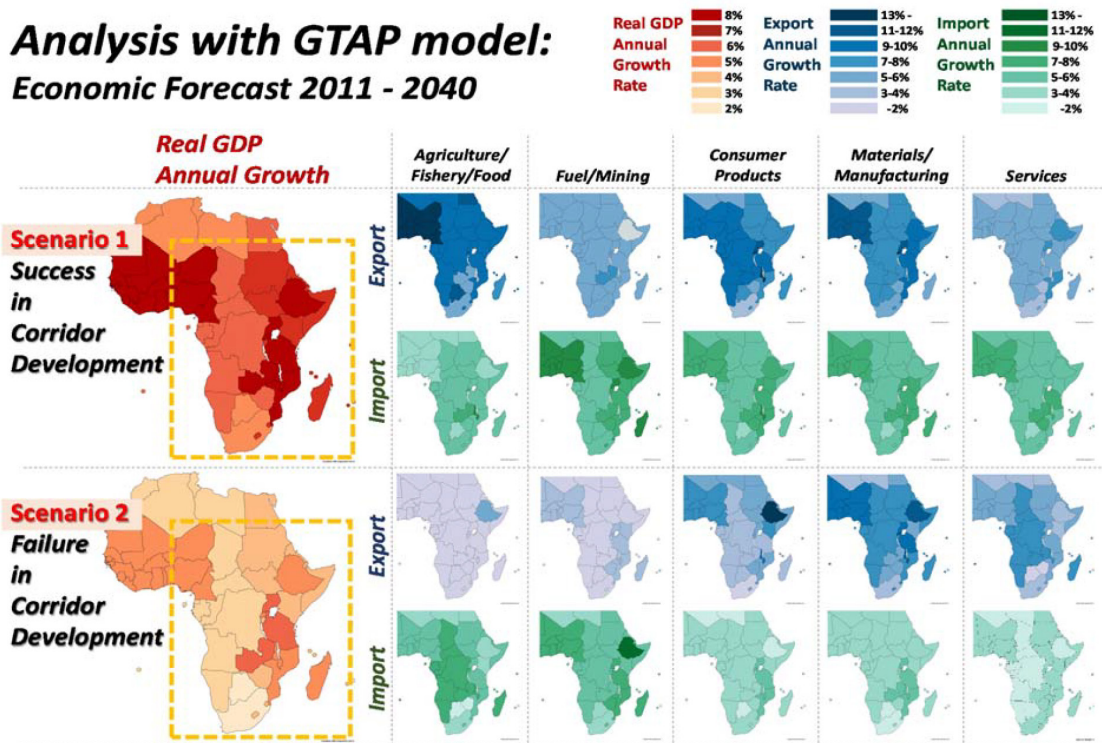 Analysis with GTAP model:
Economic Forecast 2011 - 2040
Real GDP
Annual
Growth
Rate
8%
7%
6%
5%
4%
3%
2%
Export
Annual
Growth
Rate
13% -
11-12%
9-10%
7-8%
5-6%
3-4%
-2%
Import
Annual
Growth
Rate
13% -
11-12%
9-10%
7-8%
5-6%
3-4%
-2%
Real GDP
Annual Growth
Agriculture/
Fishery/Food
Fuel/Mining
Consumer
Products
Materials/
Manufacturing
Services
Scenario 1
Success
in
Corridor
Development
Export
Import
Scenario 2
Failure
in
Corridor
Development
Export
Import